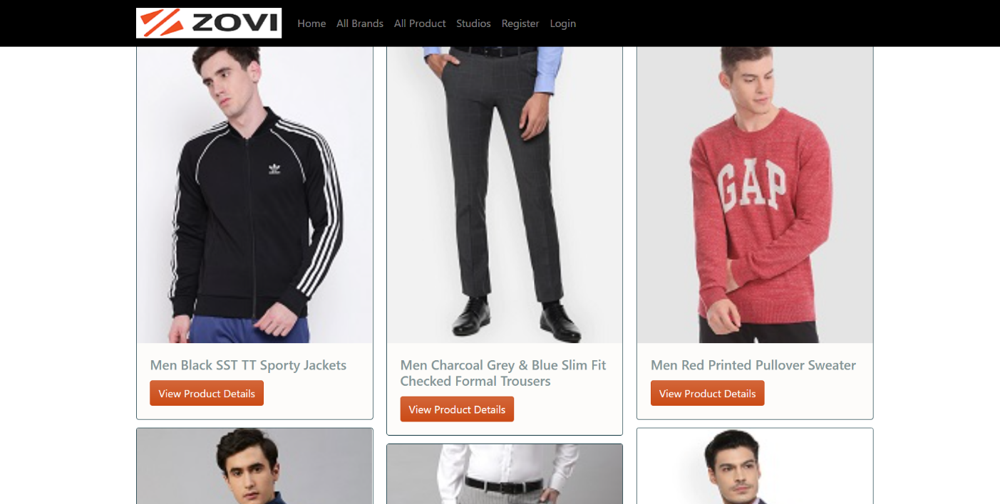 ZOVI
Home
All Brands
All Product
Studios
Register
Login
GAP
Men Black SST TT Sporty Jackets
View Product Details
Men Charcoal Grey & Blue Slim Fit
Checked Formal Trousers
View Product Details
Men Red Printed Pullover Sweater
View Product Details